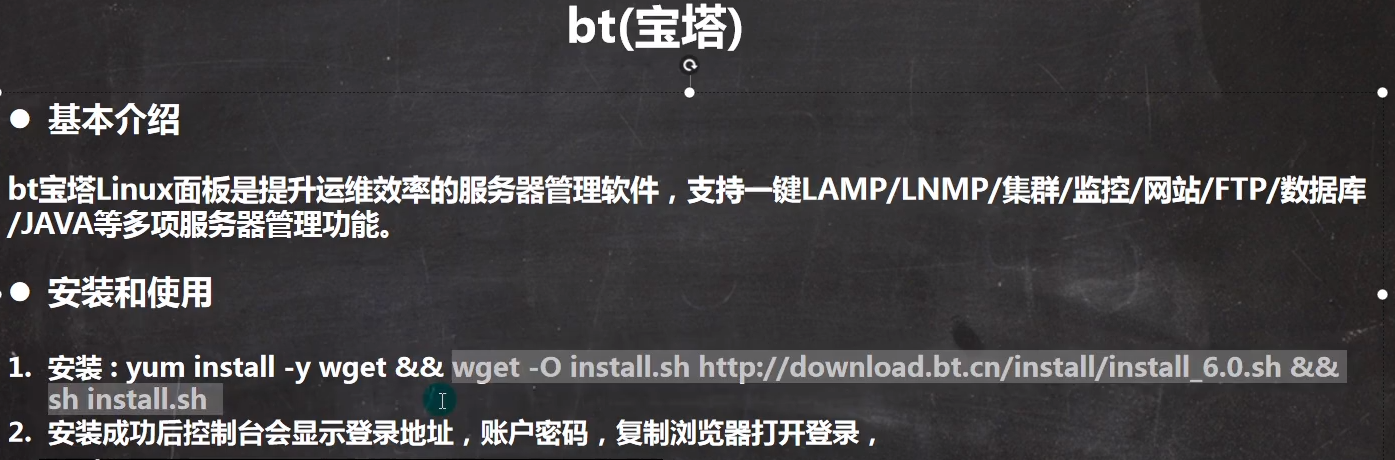 bt(宝塔)
● 基本介绍
bt宝塔Linux面板是提升运维效率的服务器管理软件，支持一键LAMP/LNMP/集群/监控/网站/FTP/数据库
/JAVA等多项服务器管理功能。
● 安装和使用
1. 安装 : yum install -y wget && wget -O install.sh http://download.bt.cn/install/install_6.0.sh &&
sh install.sh
2. 安装成功后控制台会显示登录地址，账户密码，复制浏览器打开登录，